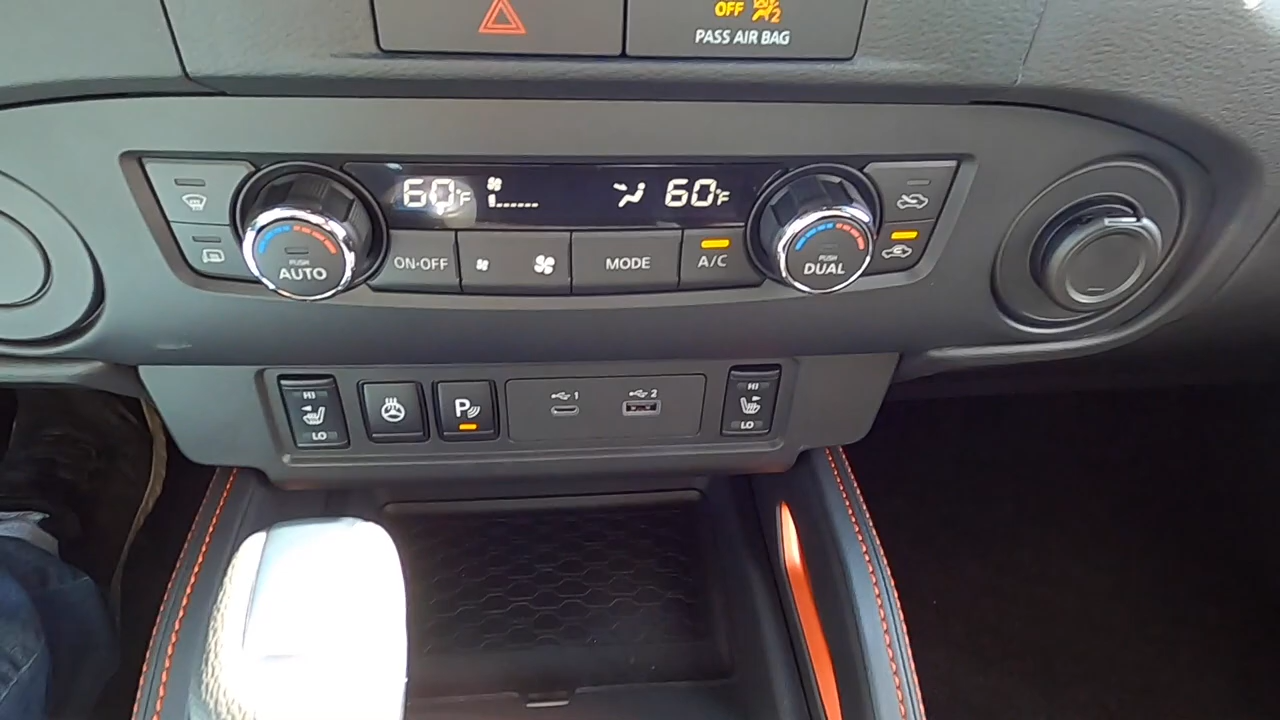 OFF 2
PASS AIR BAG
60°F
60°F
PUSH
AUTO
ON·OFF
MODE
A/C
PUSH
DUAL
HI
LO
P
1
2
HI
LO